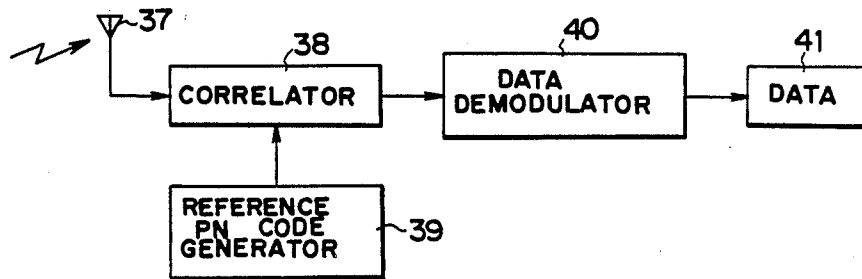 37
38
CORRELATOR
40
DATA
DEMODULATOR
41
DATA
REFERENCE
PN CODE
GENERATOR
39